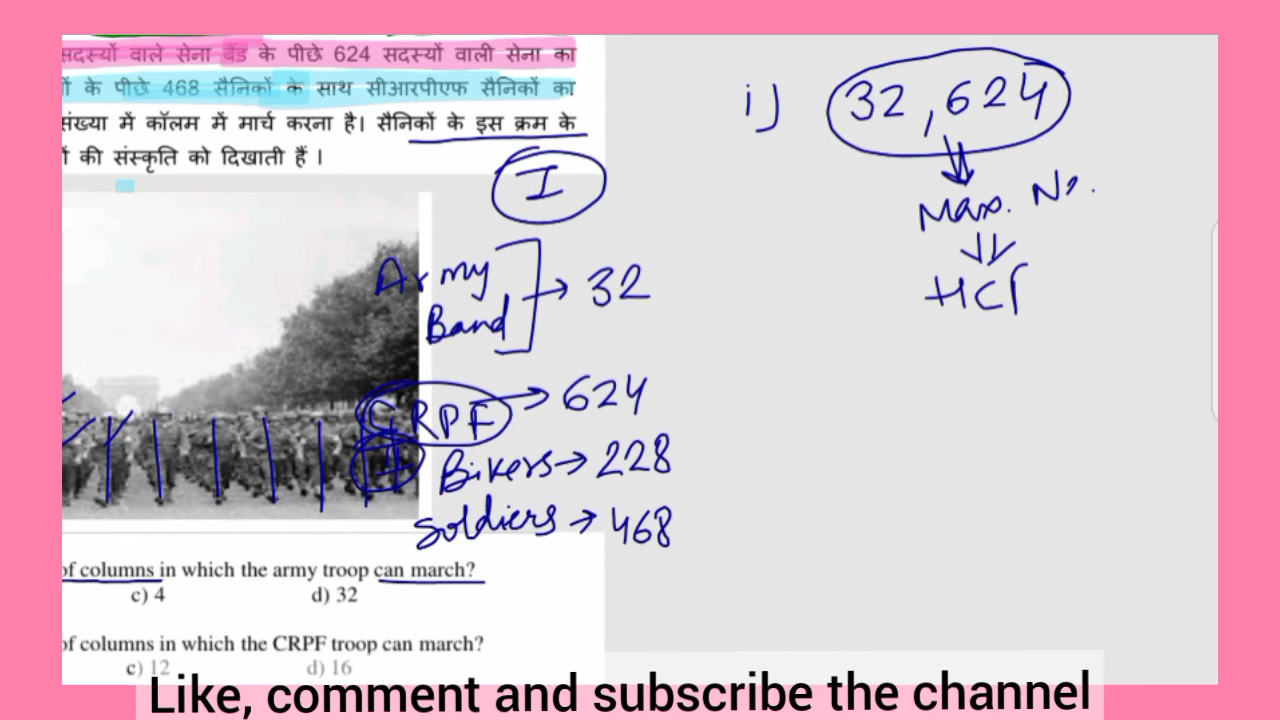 सदस्यों वाले सेना बैंड के पीछे 624 सदस्यों वाली सेना का
ों के पीछे 468 सैनिकों के साथ सीआरपीएफ सैनिकों का
संख्या में कॉलम में मार्च करना है। सैनिकों के इस क्रम के
की संस्कृति को दिखाती हैं ।
I
Army
Band → 32
CRPF → 624
II Bikers → 228
Soldiers → 468
of columns in which the army troop can march?
c) 4 d) 32
of columns in which the CRPF troop can march?
c) 12 d) 16
i) 32,624
Max. No.
HCF
Like, comment and subscribe the channel